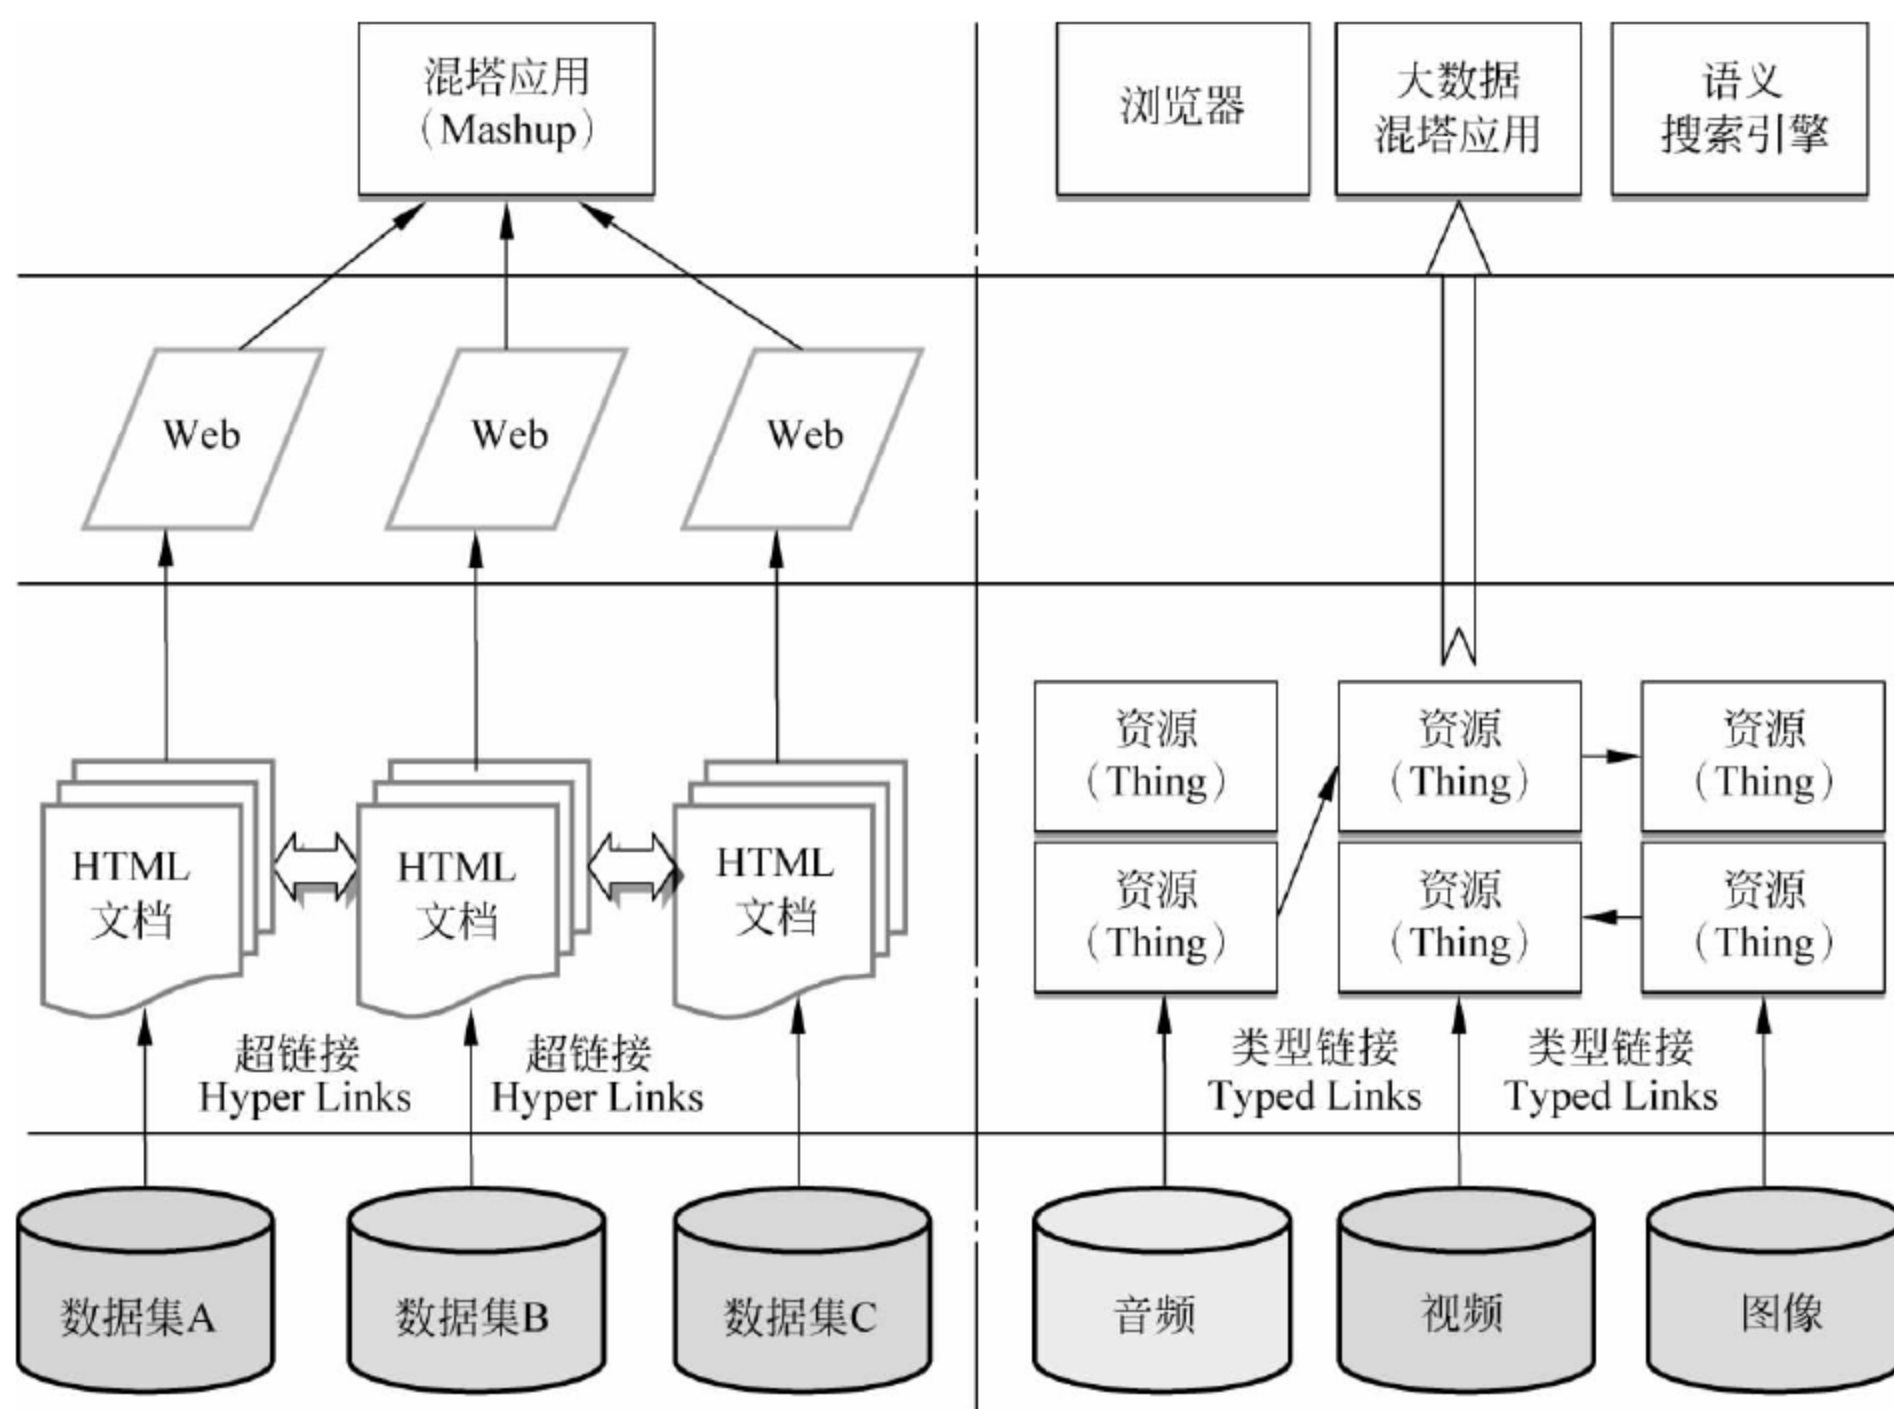 混塔应用
（Mashup）
浏览器
大数据
混塔应用
语义
搜索引擎
Web
Web
Web
HTML
文档
HTML
文档
HTML
文档
超链接
Hyper Links
超链接
Hyper Links
资源
（Thing）
资源
（Thing）
资源
（Thing）
资源
（Thing）
资源
（Thing）
资源
（Thing）
类型链接
Typed Links
类型链接
Typed Links
数据集A
数据集B
数据集C
音频
视频
图像